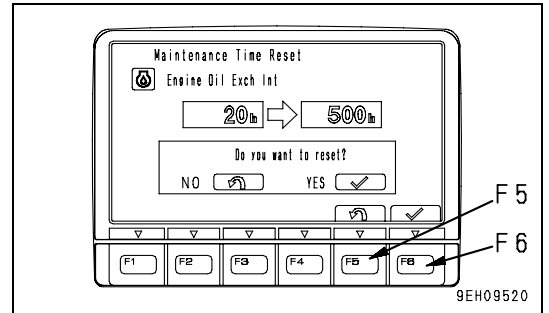 Maintenance Time Reset
Engine Oil Exch Int
20h 500h
Do you want to reset?
NO YES
F5
F6
F1 F2 F3 F4 F5 F6
9EH09520